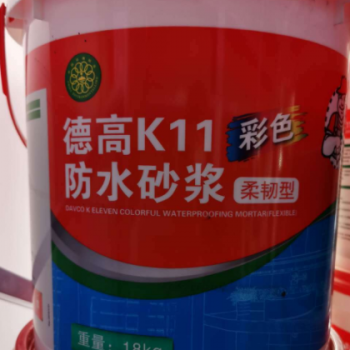 德高K11 彩色
防水砂浆 柔韧型
DAVCO K ELEVEN COLORFUL WATERPROOFING MORTAR(FLEXIBLE)
重量：18kg